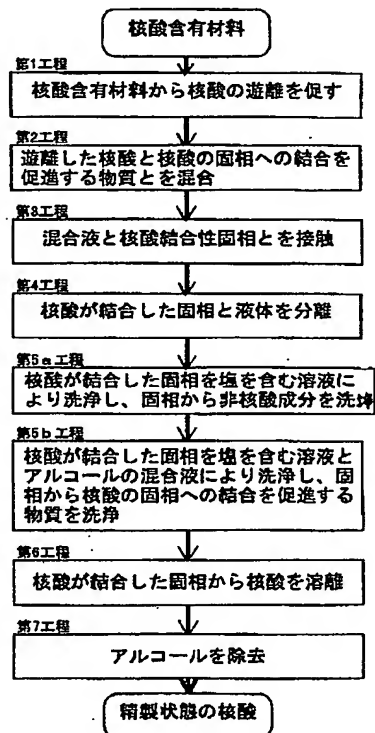 核酸含有材料
第1工程
核酸含有材料から核酸の遊離を促す
第2工程
遊離した核酸と核酸の固相への結合を
促進する物質とを混合
第3工程
混合液と核酸結合性固相とを接触
第4工程
核酸が結合した固相と液体を分離
第5a工程
核酸が結合した固相を塩を含む溶液に
より洗浄し、固相から非核酸成分を洗浄
第5b工程
核酸が結合した固相を塩を含む溶液と
アルコールの混合液により洗浄し、固
相から核酸の固相への結合を促進する
物質を洗浄
第6工程
核酸が結合した固相から核酸を溶離
第7工程
アルコールを除去
精製状態の核酸